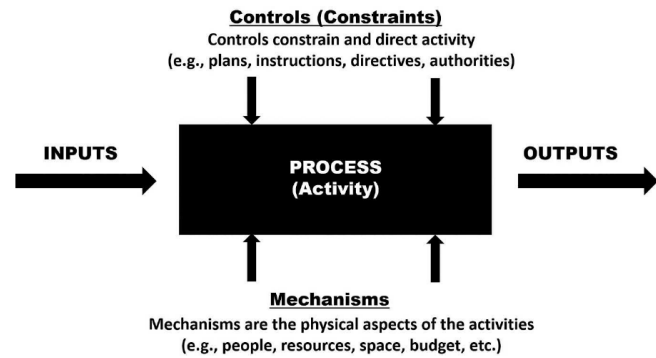 Controls (Constraints)
Controls constrain and direct activity
(e.g., plans, instructions, directives, authorities)
INPUTS
PROCESS
(Activity)
OUTPUTS
Mechanisms
Mechanisms are the physical aspects of the activities
(e.g., people, resources, space, budget, etc.)